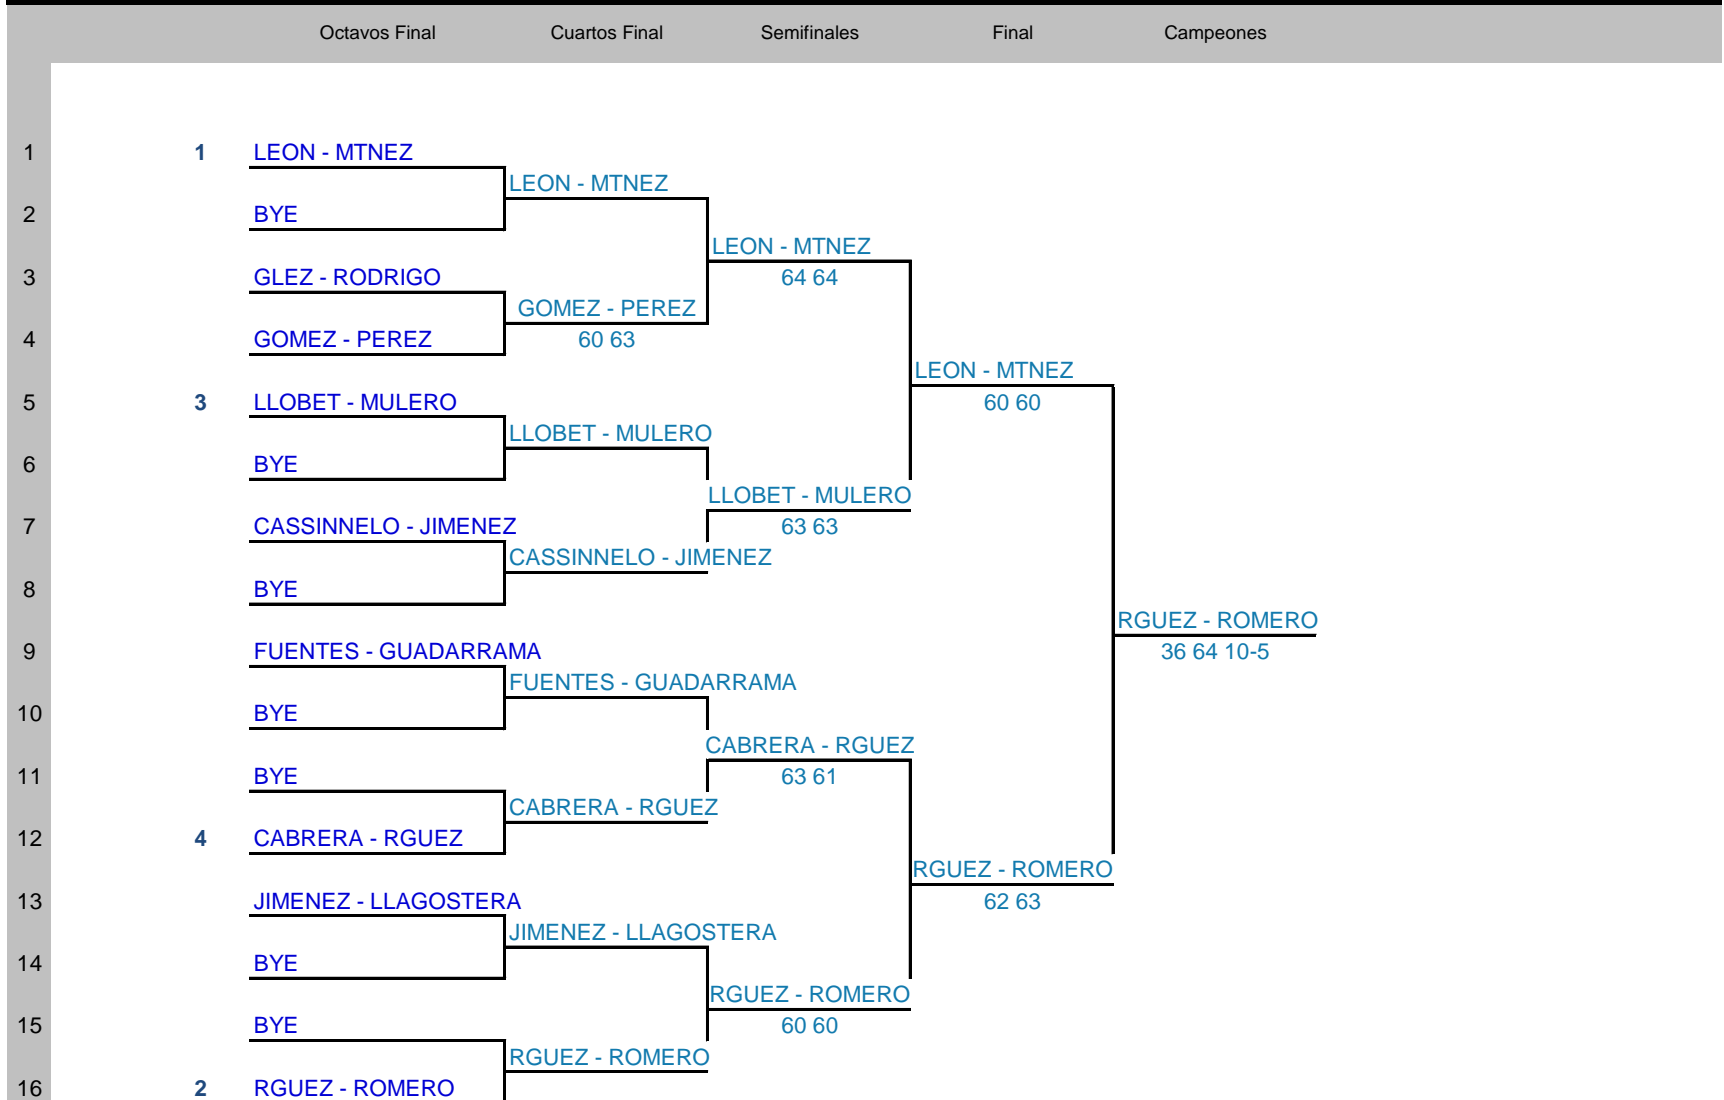 Octavos Final Cuartos Final Semifinales Final Campeones
1 1 LEON - MTNEZ
LEON - MTNEZ
2 BYE
LEON - MTNEZ
3 GLEZ - RODRIGO 64 64
GOMEZ - PEREZ
4 GOMEZ - PEREZ 60 63
LEON - MTNEZ
5 3 LLOBET - MULERO 60 60
LLOBET - MULERO
6 BYE
LLOBET - MULERO
7 CASSINNELO - JIMENEZ 63 63
CASSINNELO - JIMENEZ
8 BYE
RGUEZ - ROMERO
9 FUENTES - GUADARRAMA 36 64 10-5
FUENTES - GUADARRAMA
10 BYE
CABRERA - RGUEZ
11 BYE 63 61
CABRERA - RGUEZ
12 4 CABRERA - RGUEZ
RGUEZ - ROMERO
13 JIMENEZ - LLAGOSTERA 62 63
JIMENEZ - LLAGOSTERA
14 BYE
RGUEZ - ROMERO
15 BYE 60 60
RGUEZ - ROMERO
16 2 RGUEZ - ROMERO